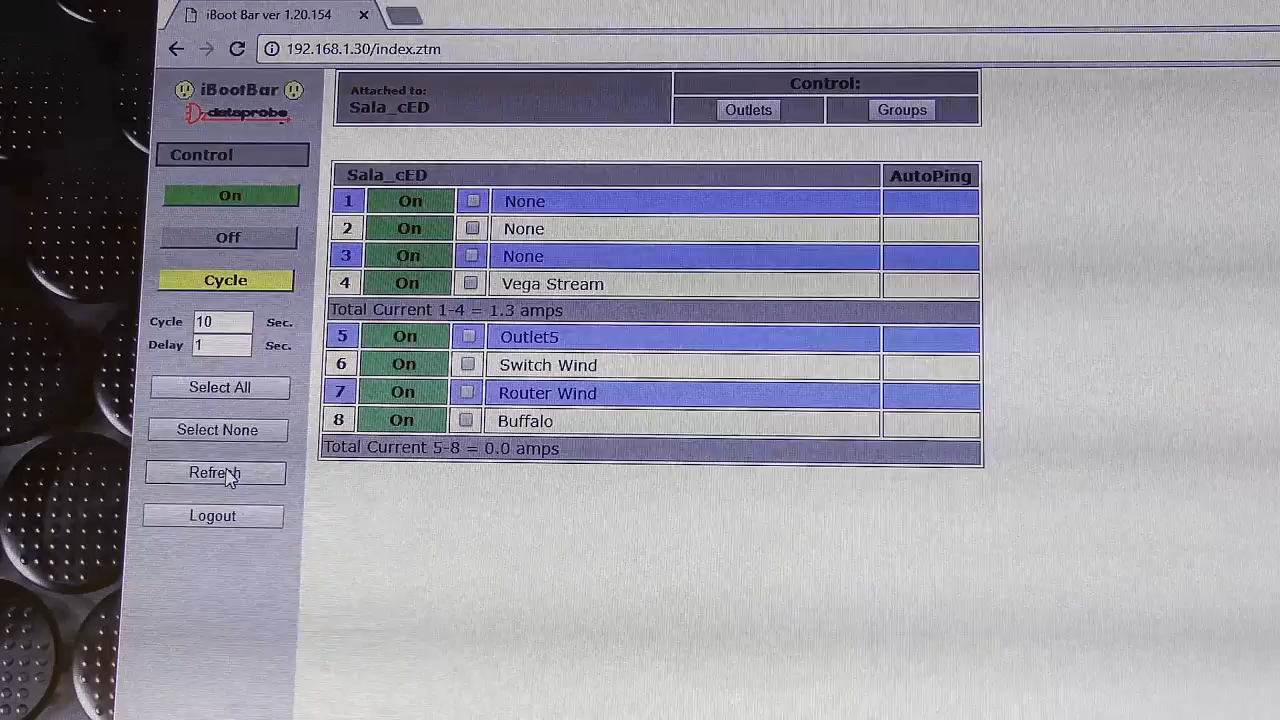 iBoot Bar ver 1.20.154
192.168.1.30/index.ztm
iBootBar
dataprobe
Attached to:
Sala_cED
Control:
Outlets
Groups
Control
On
Off
Cycle
Cycle 10 Sec.
Delay 1 Sec.
Select All
Select None
Refresh
Logout
Sala_cED AutoPing
1 On None
2 On None
3 On None
4 On Vega Stream
Total Current 1-4 = 1.3 amps
5 On Outlet5
6 On Switch Wind
7 On Router Wind
8 On Buffalo
Total Current 5-8 = 0.0 amps